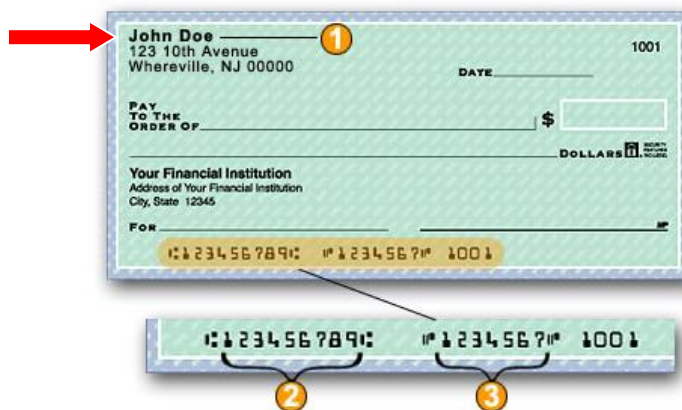 John Doe 1
123 10th Avenue
Whereville, NJ 00000
1001
DATE
PAY
TO THE
ORDER OF
$
DOLLARS
Your Financial Institution
Address of Your Financial Institution
City, State 12345
FOR
MP
⑆123456789⑆ ⑈1234567⑈ 1001
⑆123456789⑆ ⑈1234567⑈ 1001
2 3